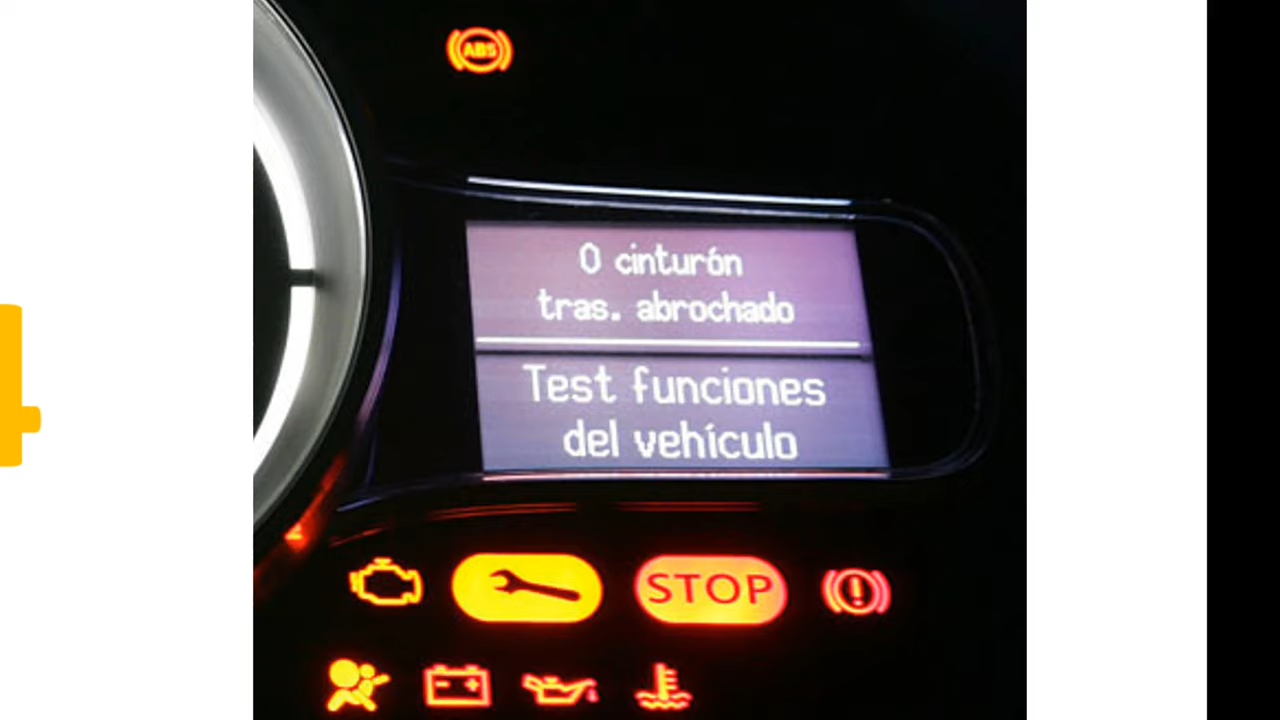 ABS
0 cinturón
tras. abrochado
Test funciones
del vehículo
STOP